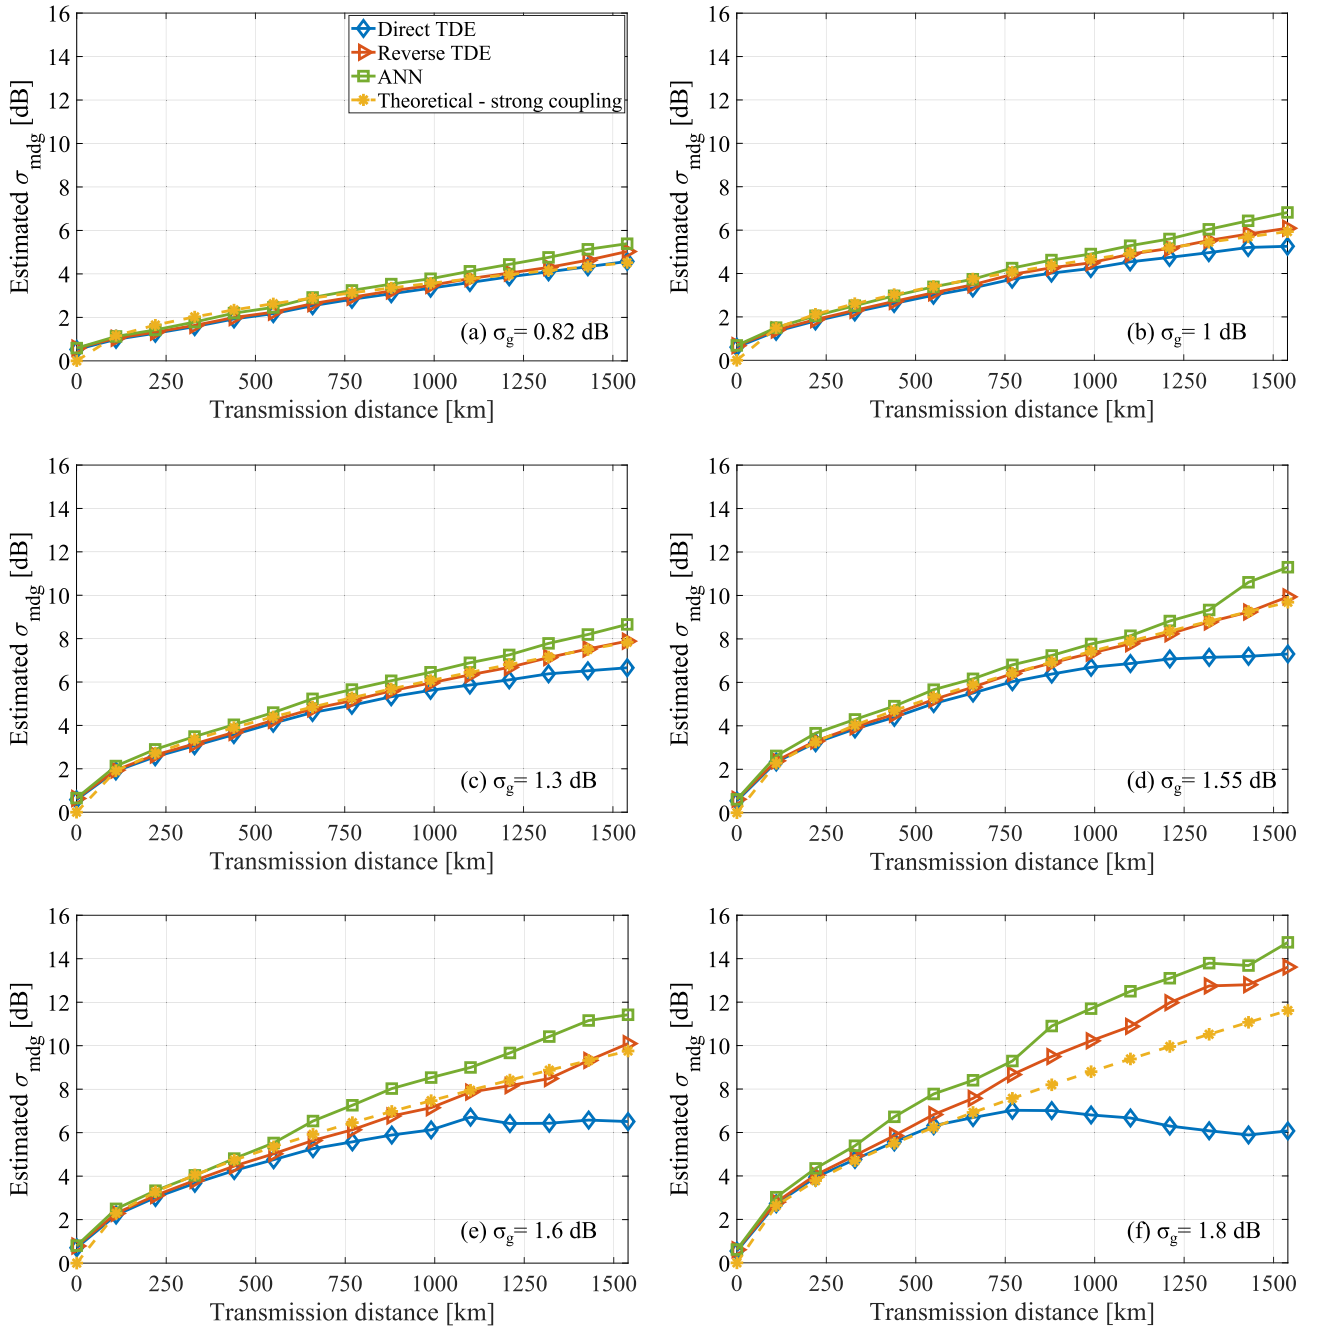 16
14
12
10
8
6
4
2
0
Estimated σmdg [dB]
Direct TDE
Reverse TDE
ANN
Theoretical - strong coupling
(a) σg= 0.82 dB
0 250 500 750 1000 1250 1500
Transmission distance [km]
16
14
12
10
8
6
4
2
0
Estimated σmdg [dB]
(b) σg= 1 dB
0 250 500 750 1000 1250 1500
Transmission distance [km]
16
14
12
10
8
6
4
2
0
Estimated σmdg [dB]
(c) σg= 1.3 dB
0 250 500 750 1000 1250 1500
Transmission distance [km]
16
14
12
10
8
6
4
2
0
Estimated σmdg [dB]
(d) σg= 1.55 dB
0 250 500 750 1000 1250 1500
Transmission distance [km]
16
14
12
10
8
6
4
2
0
Estimated σmdg [dB]
(e) σg= 1.6 dB
0 250 500 750 1000 1250 1500
Transmission distance [km]
16
14
12
10
8
6
4
2
0
Estimated σmdg [dB]
(f) σg= 1.8 dB
0 250 500 750 1000 1250 1500
Transmission distance [km]